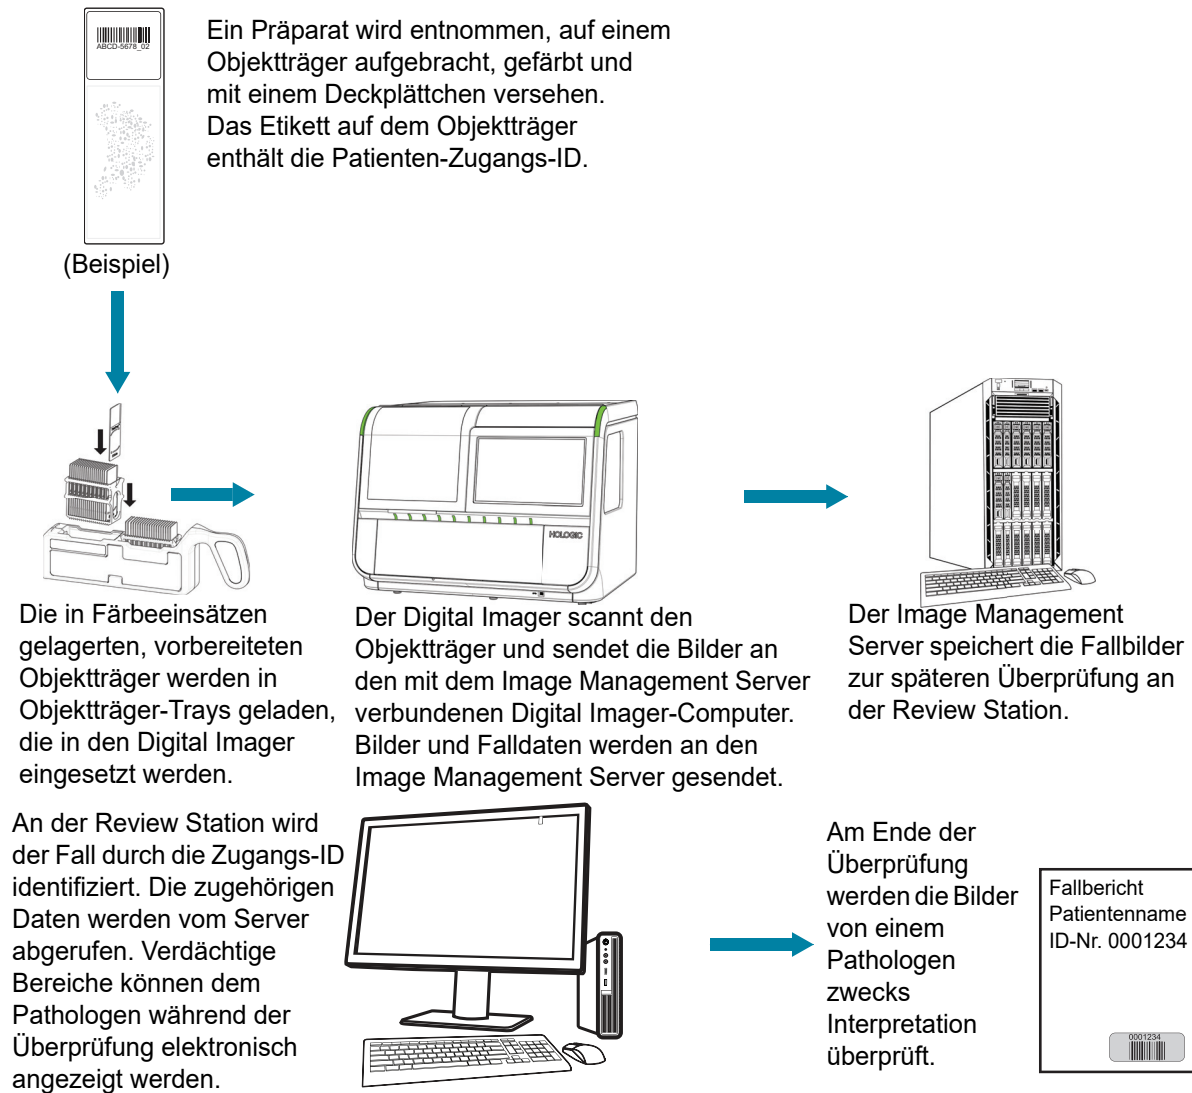 ABCD-5678_02
Ein Präparat wird entnommen, auf einem
Objektträger aufgebracht, gefärbt und
mit einem Deckplättchen versehen.
Das Etikett auf dem Objektträger
enthält die Patienten-Zugangs-ID.
(Beispiel)
HOLOGIC
Die in Färbeeinsätzen
gelagerten, vorbereiteten
Objektträger werden in
Objektträger-Trays geladen,
die in den Digital Imager
eingesetzt werden.
Der Digital Imager scannt den
Objektträger und sendet die Bilder an
den mit dem Image Management Server
verbundenen Digital Imager-Computer.
Bilder und Falldaten werden an den
Image Management Server gesendet.
Der Image Management
Server speichert die Fallbilder
zur späteren Überprüfung an
der Review Station.
An der Review Station wird
der Fall durch die Zugangs-ID
identifiziert. Die zugehörigen
Daten werden vom Server
abgerufen. Verdächtige
Bereiche können dem
Pathologen während der
Überprüfung elektronisch
angezeigt werden.
Am Ende der
Überprüfung
werden die Bilder
von einem
Pathologen
zwecks
Interpretation
überprüft.
Fallbericht
Patientenname
ID-Nr. 0001234
0001234